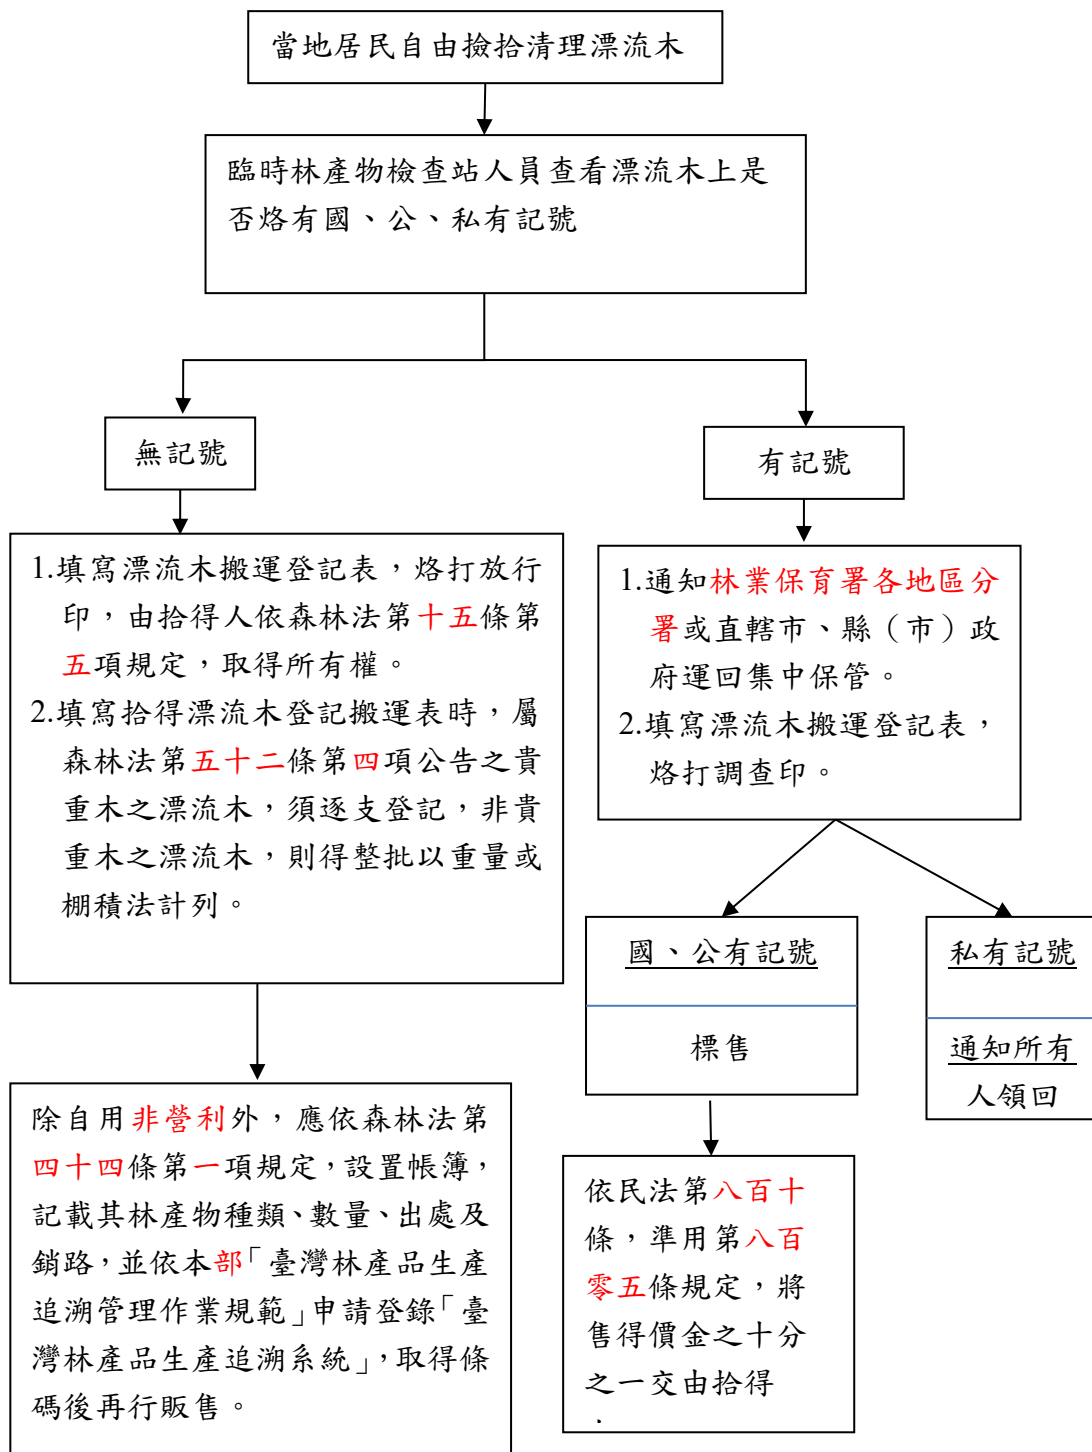 當地居民自由撿拾清理漂流木
臨時林產物檢查站人員查看漂流木上是
否烙有國、公、私有記號
無記號
有記號
1.填寫漂流木搬運登記表，烙打放行
印，由拾得人依森林法第十五條第
五項規定，取得所有權。
2.填寫拾得漂流木登記搬運表時，屬
森林法第五十二條第四項公告之貴
重木之漂流木，須逐支登記，非貴
重木之漂流木，則得整批以重量或
棚積法計列。
1.通知林業保育署各地區分
署或直轄市、縣（市）政
府運回集中保管。
2.填寫漂流木搬運登記表，
烙打調查印。
國、公有記號
標售
私有記號
通知所有
人領回
除自用非營利外，應依森林法第
四十四條第一項規定，設置帳簿，
記載其林產物種類、數量、出處及
銷路，並依本部「臺灣林產品生產
追溯管理作業規範」申請登錄「臺
灣林產品生產追溯系統」，取得條
碼後再行販售。
依民法第八百十
條，準用第八百
零五條規定，將
售得價金之十分
之一交由拾得